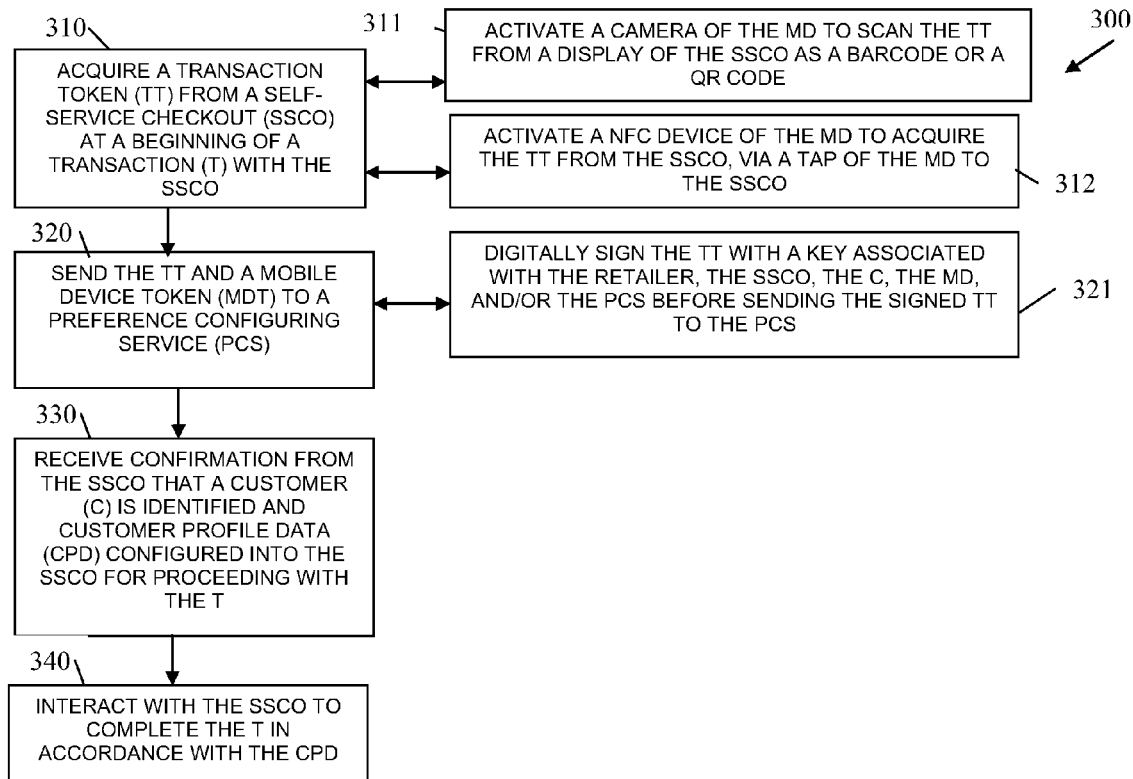 310
ACQUIRE A TRANSACTION
TOKEN (TT) FROM A SELF-
SERVICE CHECKOUT (SSCO)
AT A BEGINNING OF A
TRANSACTION (T) WITH THE
SSCO
311
ACTIVATE A CAMERA OF THE MD TO SCAN THE TT
FROM A DISPLAY OF THE SSCO AS A BARCODE OR A
QR CODE
300
ACTIVATE A NFC DEVICE OF THE MD TO ACQUIRE
THE TT FROM THE SSCO, VIA A TAP OF THE MD TO
THE SSCO
312
320
SEND THE TT AND A MOBILE
DEVICE TOKEN (MDT) TO A
PREFERENCE CONFIGURING
SERVICE (PCS)
DIGITALLY SIGN THE TT WITH A KEY ASSOCIATED
WITH THE RETAILER, THE SSCO, THE C, THE MD,
AND/OR THE PCS BEFORE SENDING THE SIGNED TT
TO THE PCS
321
330
RECEIVE CONFIRMATION FROM
THE SSCO THAT A CUSTOMER
(C) IS IDENTIFIED AND
CUSTOMER PROFILE DATA
(CPD) CONFIGURED INTO THE
SSCO FOR PROCEEDING WITH
THE T
340
INTERACT WITH THE SSCO TO
COMPLETE THE T IN
ACCORDANCE WITH THE CPD